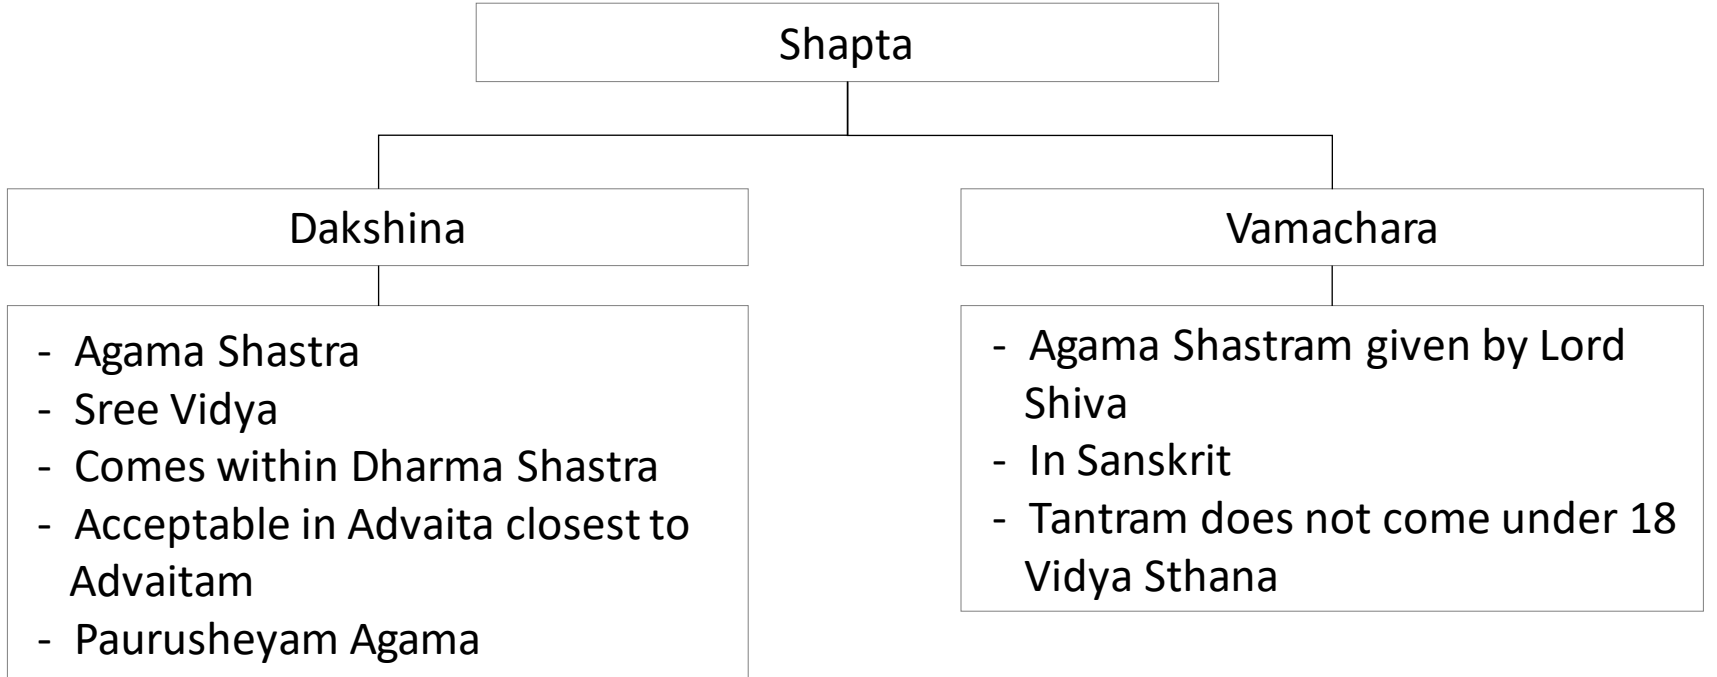 Shapta
Dakshina
- Agama Shastra
- Sree Vidya
- Comes within Dharma Shastra
- Acceptable in Advaita closest to
Advaitam
- Paurusheyam Agama
Vamachara
- Agama Shastram given by Lord
Shiva
- In Sanskrit
- Tantram does not come under 18
Vidya Sthana